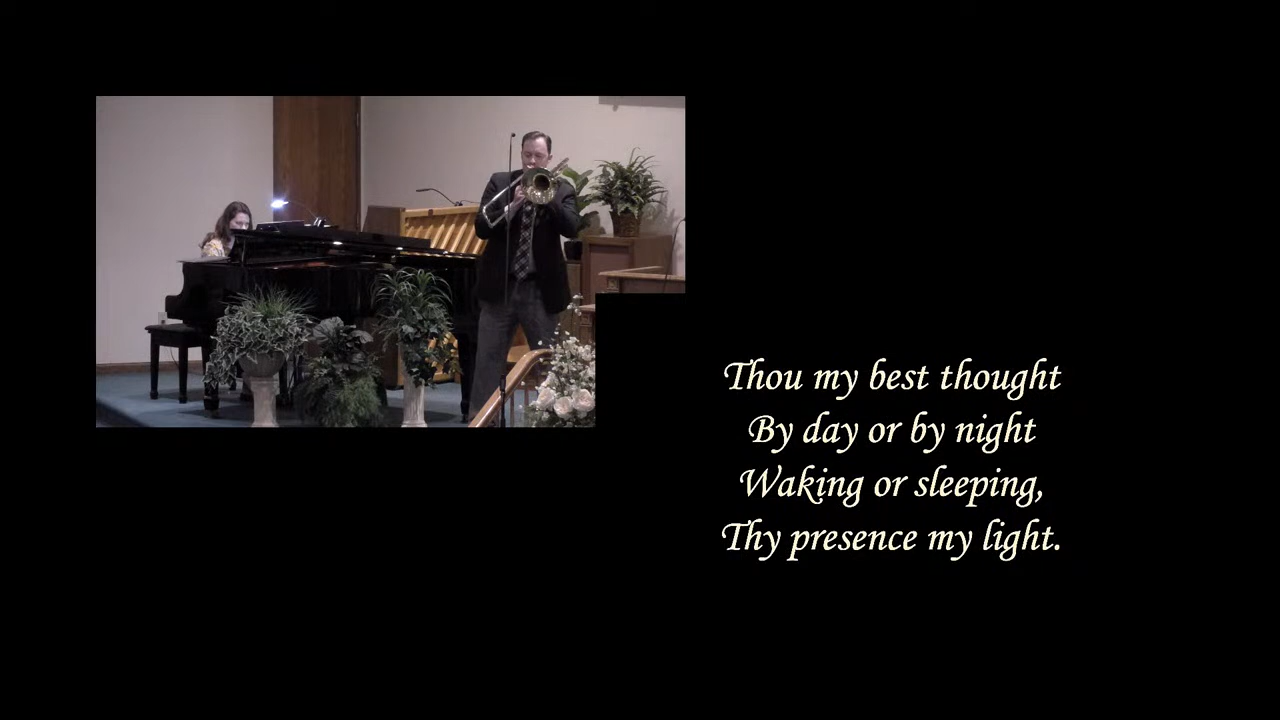 Thou my best thought
By day or by night
Waking or sleeping,
Thy presence my light.